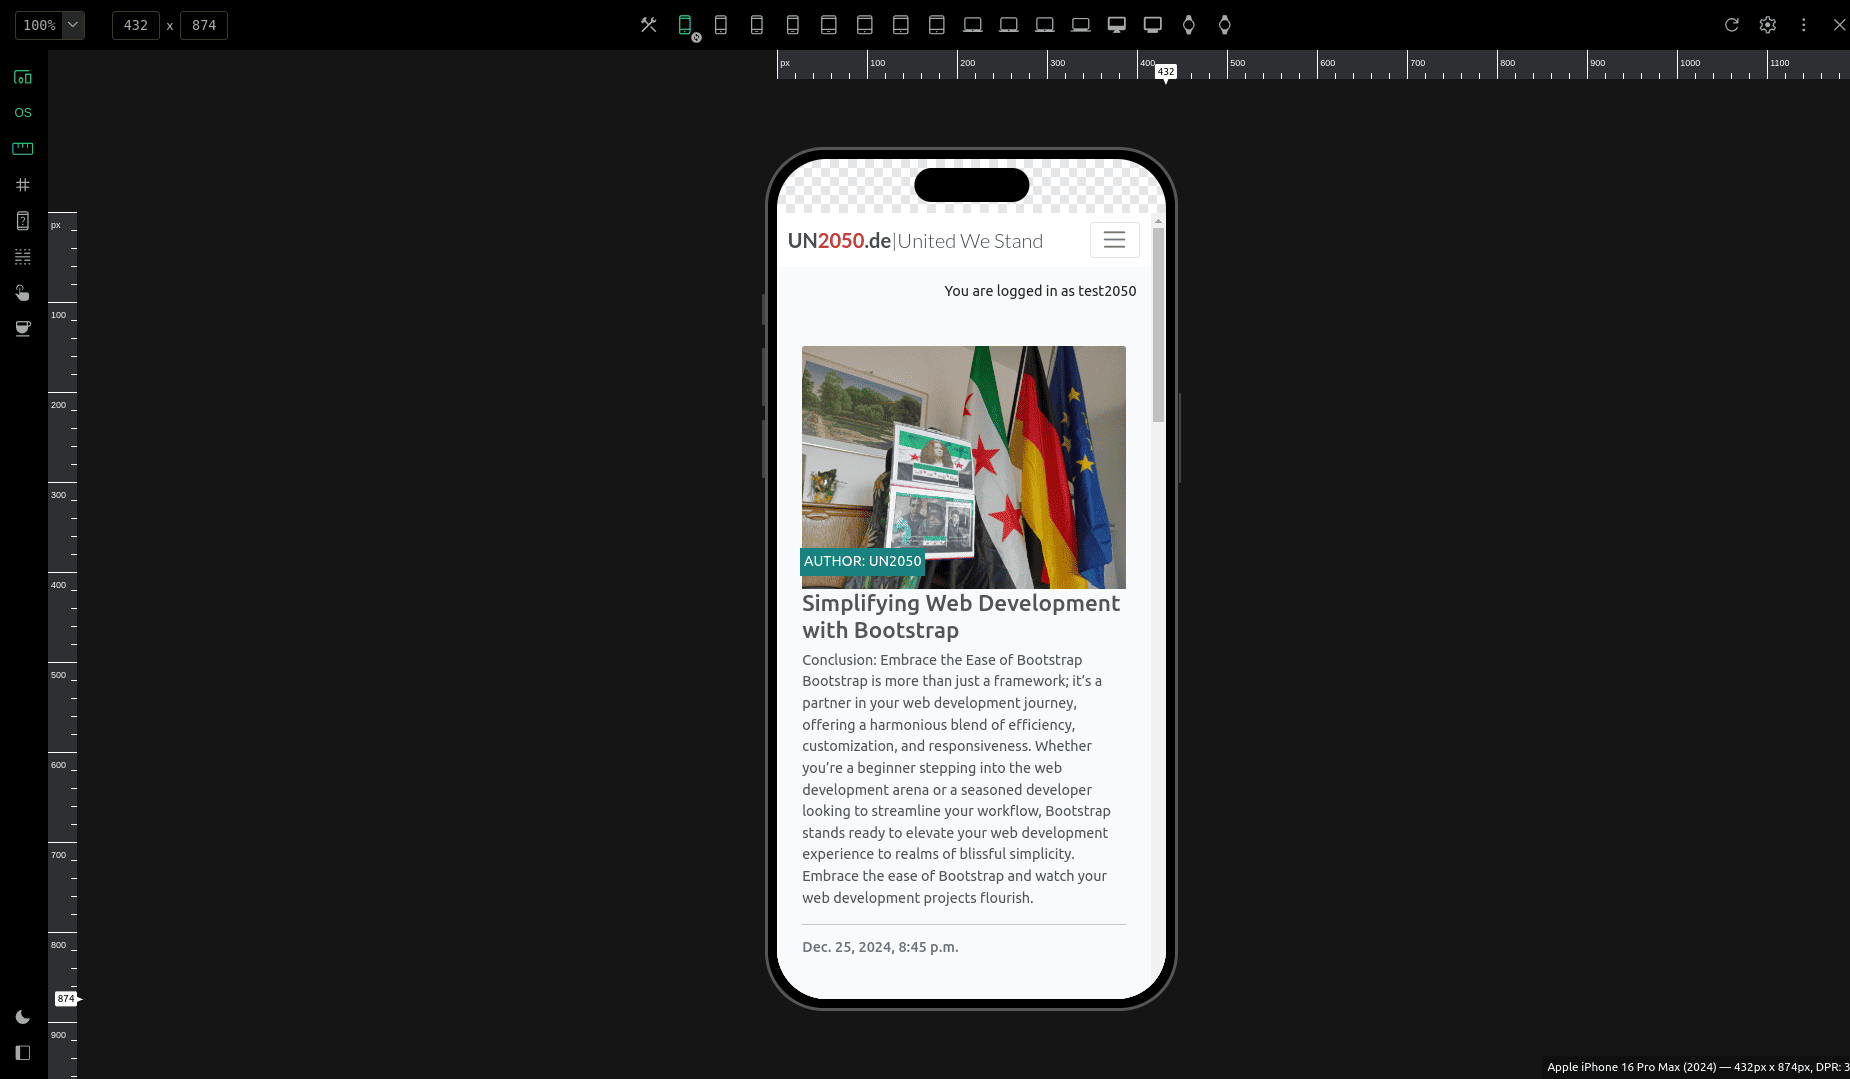 100%
432 x 874
px 100 200 300 400 500 600 700 800 900 1000 1100
432
OS
px
100
200
300
400
500
600
700
800
874
900
UN2050.de|United We Stand
You are logged in as test2050
AUTHOR: UN2050
Simplifying Web Development
with Bootstrap
Conclusion: Embrace the Ease of Bootstrap
Bootstrap is more than just a framework; it’s a
partner in your web development journey,
offering a harmonious blend of efficiency,
customization, and responsiveness. Whether
you’re a beginner stepping into the web
development arena or a seasoned developer
looking to streamline your workflow, Bootstrap
stands ready to elevate your web development
experience to realms of blissful simplicity.
Embrace the ease of Bootstrap and watch your
web development projects flourish.
Dec. 25, 2024, 8:45 p.m.
Apple iPhone 16 Pro Max (2024) — 432px x 874px, DPR: 3